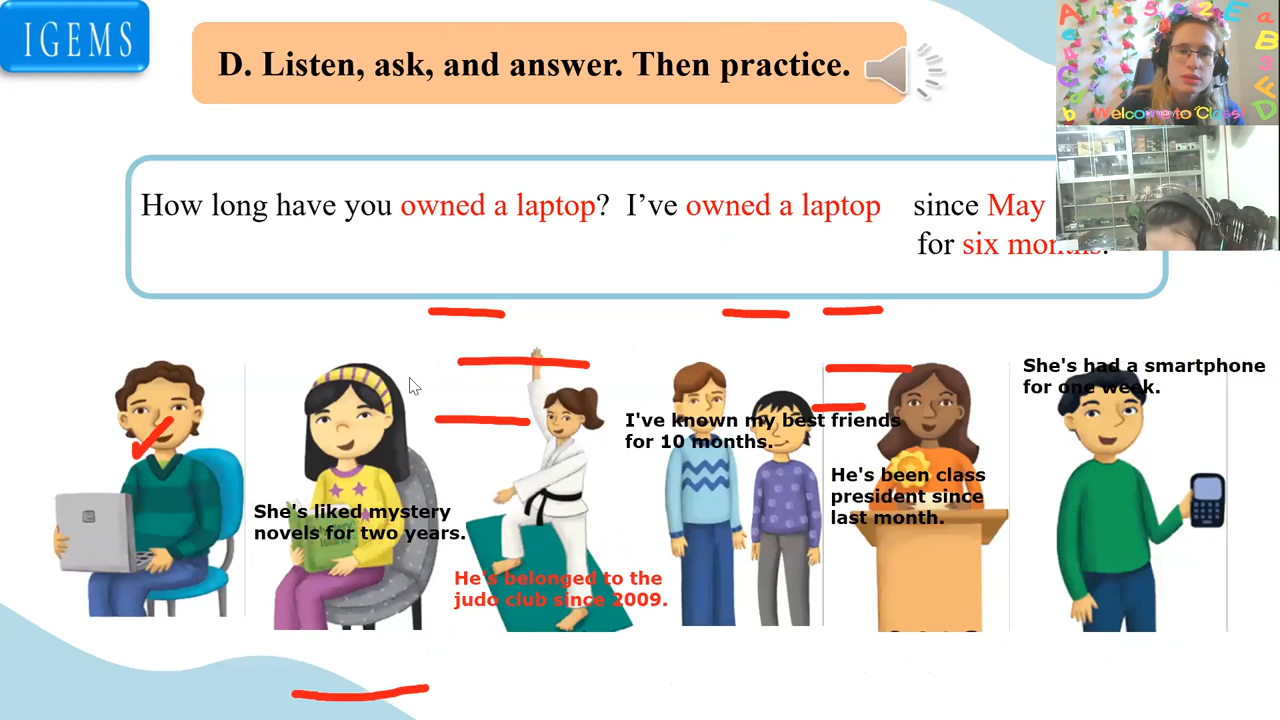 IGEMS
D. Listen, ask, and answer. Then practice.
Welcome to Class!
How long have you owned a laptop? I've owned a laptop since May
for six months.
She's had a smartphone
for one week.
I've known my best friends
for 10 months.
He's been class
president since
last month.
She's liked mystery
novels for two years.
He's belonged to the
judo club since 2009.